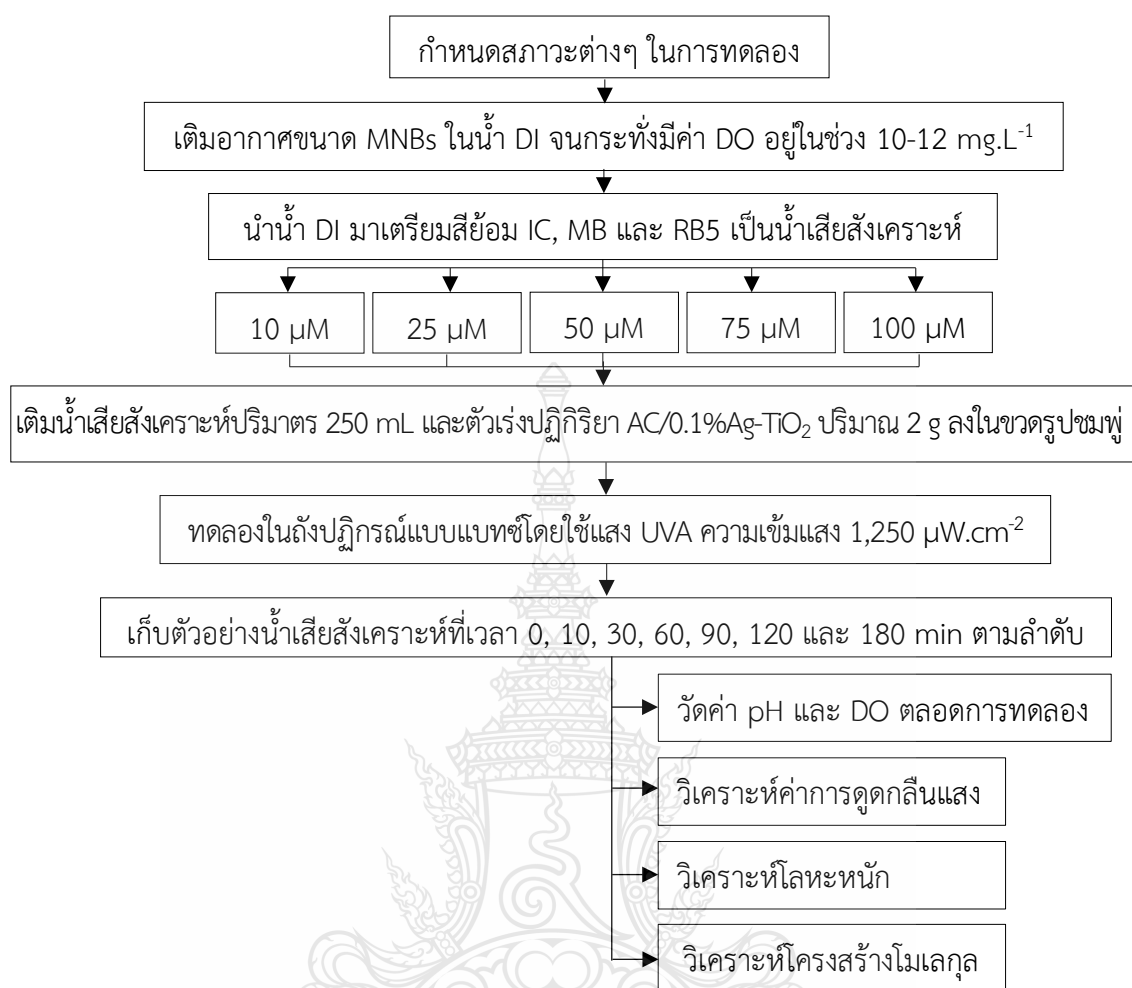 กำหนดสภาวะต่างๆ ในการทดลอง
เติมอากาศขนาด MNBs ในน้ำ DI จนกระทั่งมีค่า DO อยู่ในช่วง 10-12 mg.L⁻¹
นำน้ำ DI มาเตรียมสีย้อม IC, MB และ RB5 เป็นน้ำเสียสังเคราะห์
10 µM 25 µM 50 µM 75 µM 100 µM
เติมน้ำเสียสังเคราะห์ปริมาตร 250 mL และตัวเร่งปฏิกิริยา AC/0.1%Ag-TiO₂ ปริมาณ 2 g ลงในขวดรูปชมพู่
ทดลองในถังปฏิกรณ์แบบแบทซ์โดยใช้แสง UVA ความเข้มแสง 1,250 µW.cm⁻²
เก็บตัวอย่างน้ำเสียสังเคราะห์ที่เวลา 0, 10, 30, 60, 90, 120 และ 180 min ตามลำดับ
วัดค่า pH และ DO ตลอดการทดลอง
วิเคราะห์ค่าการดูดกลืนแสง
วิเคราะห์โลหะหนัก
วิเคราะห์โครงสร้างโมเลกุล